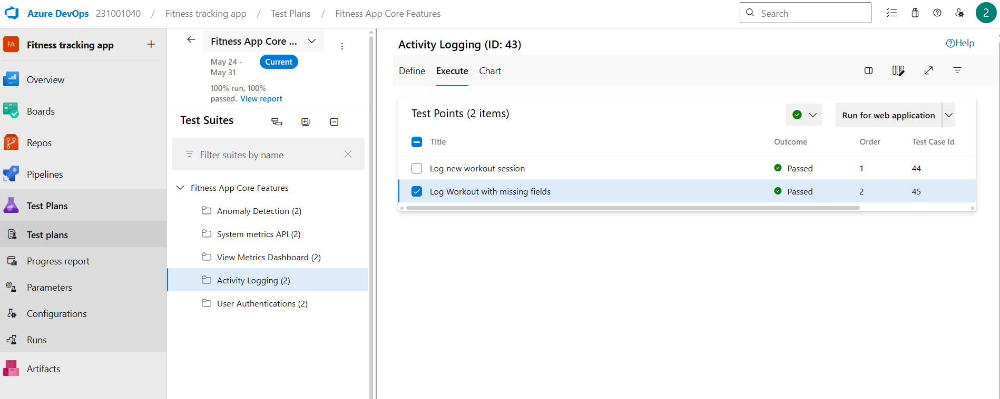 Azure DevOps 231001040 / Fitness tracking app / Test Plans / Fitness App Core Features
Search
2
FA Fitness tracking app
Overview
Boards
Repos
Pipelines
Test Plans
Test plans
Progress report
Parameters
Configurations
Runs
Artifacts
Fitness App Core ...
May 24 -
May 31
Current
100% run, 100%
passed. View report
Test Suites
Filter suites by name
Fitness App Core Features
Anomaly Detection (2)
System metrics API (2)
View Metrics Dashboard (2)
Activity Logging (2)
User Authentications (2)
Activity Logging (ID: 43)
Help
Define Execute Chart
Test Points (2 items)
Run for web application
Title Outcome Order Test Case Id
Log new workout session Passed 1 44
Log Workout with missing fields Passed 2 45